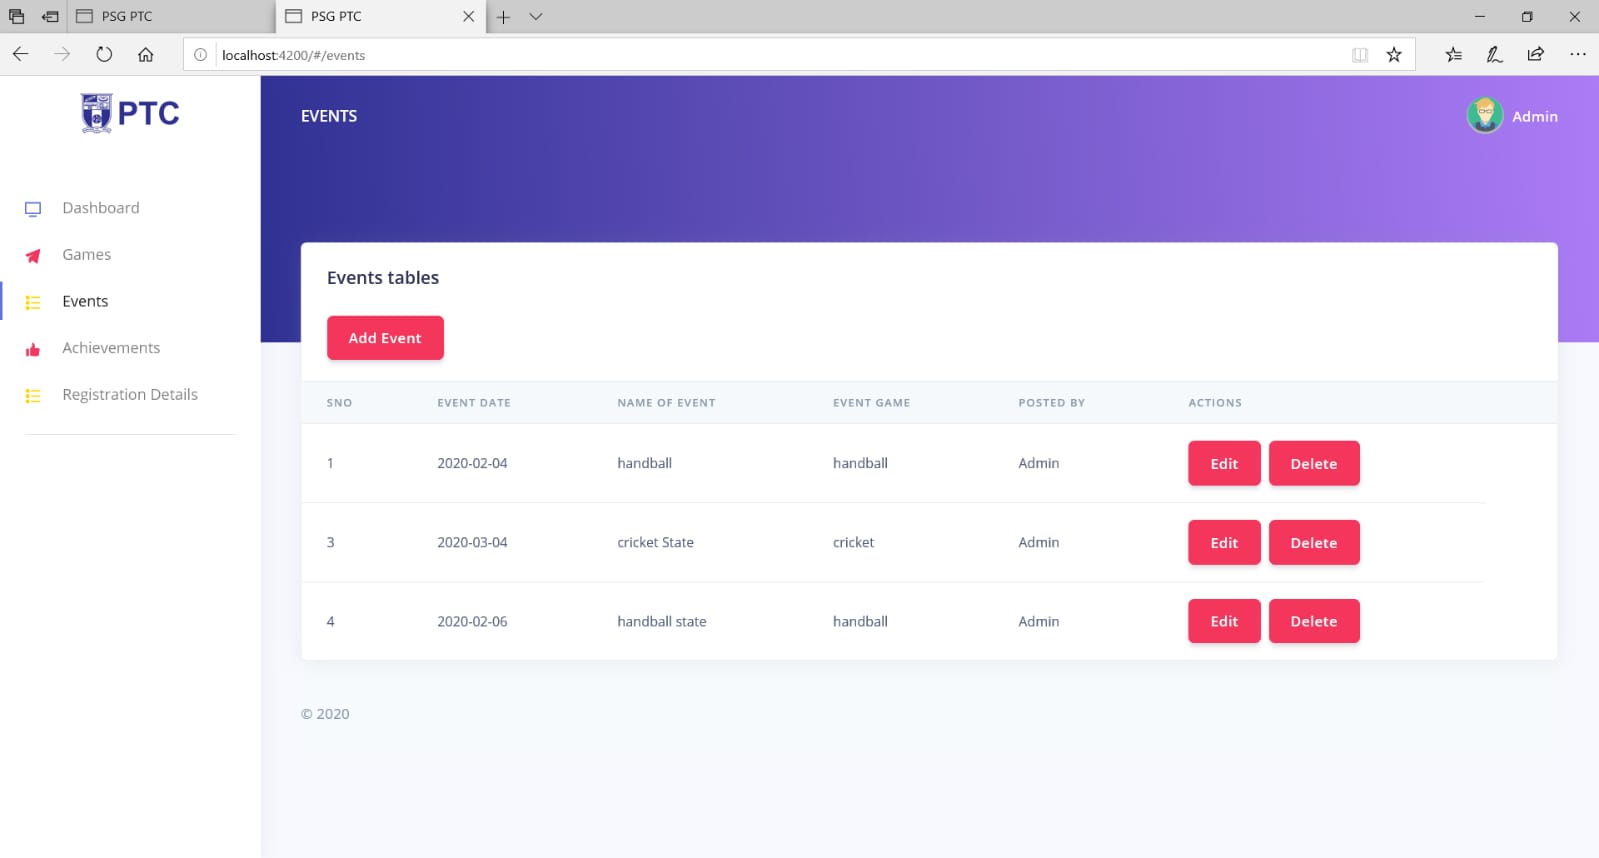 PSG PTC
PSG PTC
localhost:4200/#/events
PTC
EVENTS
Admin
Dashboard
Games
Events
Achievements
Registration Details
Events tables
Add Event
SNO EVENT DATE NAME OF EVENT EVENT GAME POSTED BY ACTIONS
1 2020-02-04 handball handball Admin Edit Delete
3 2020-03-04 cricket State cricket Admin Edit Delete
4 2020-02-06 handball state handball Admin Edit Delete
© 2020